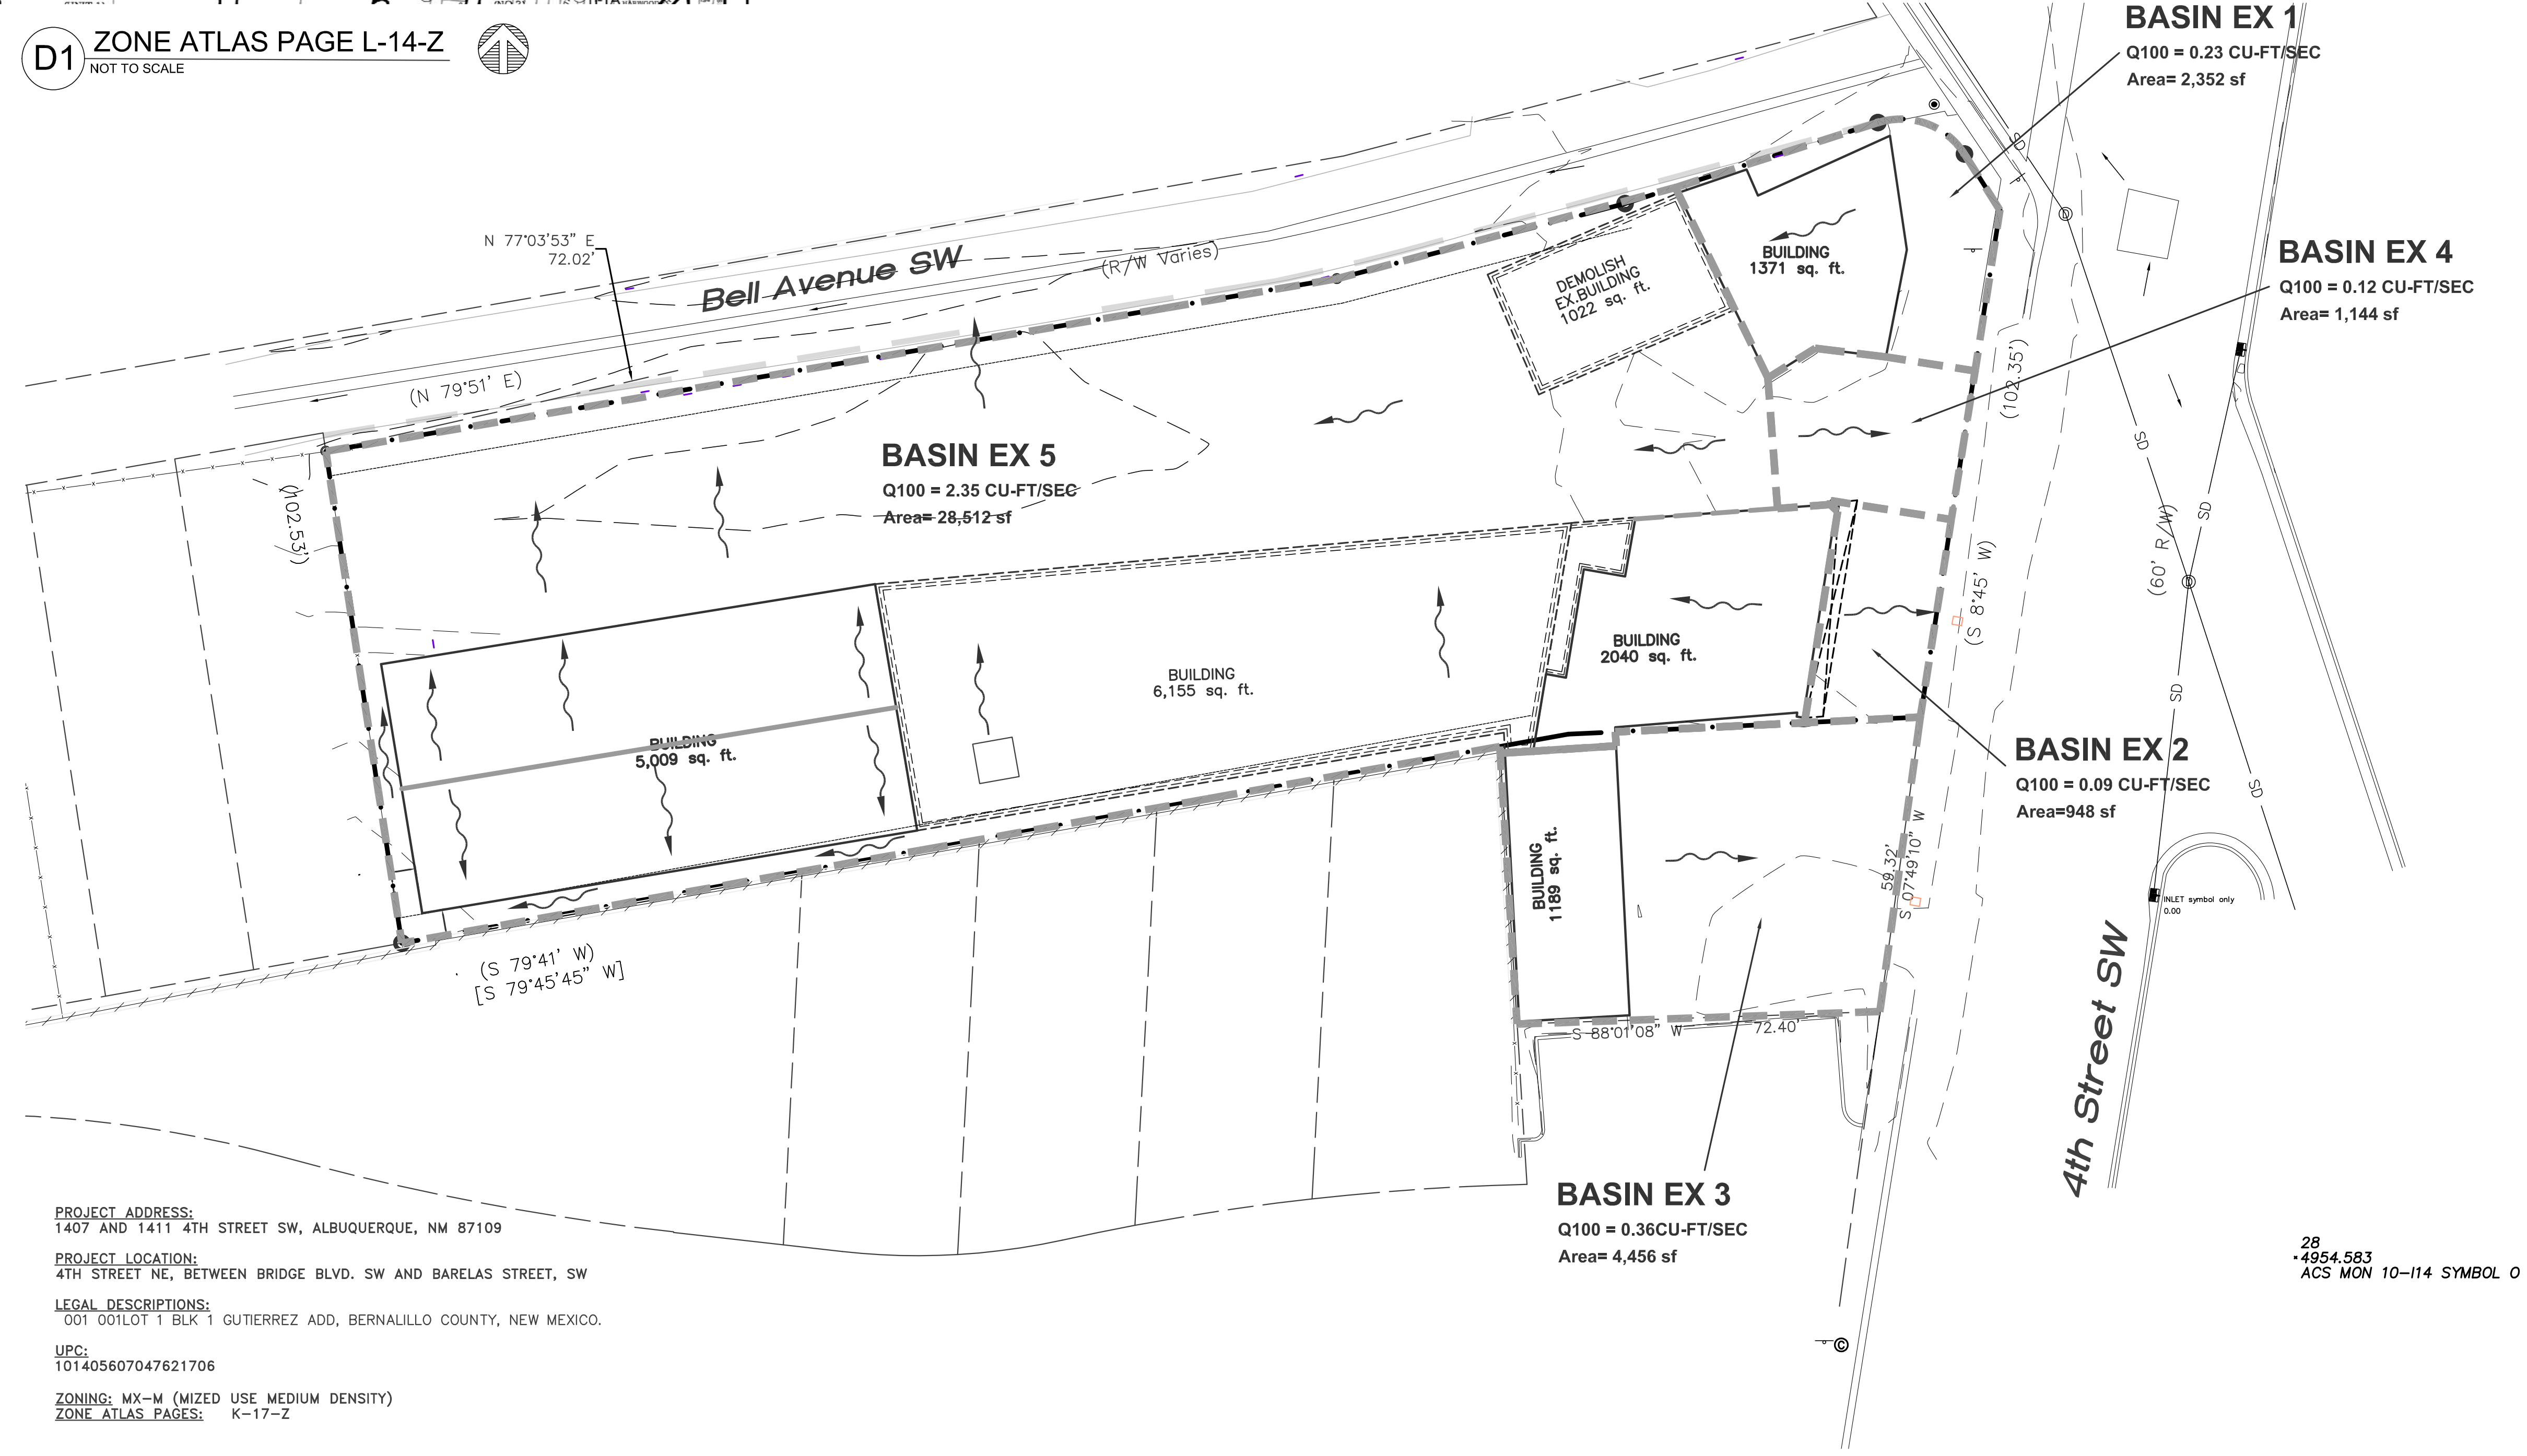 D1
ZONE ATLAS PAGE L-14-Z
NOT TO SCALE
BASIN EX 1
Q100 = 0.23 CU-FT/SEC
Area= 2,352 sf
N 77°03'53" E
72.02'
Bell Avenue SW
(R/W Varies)
(N 79°51' E)
DEMOLISH
EX.BUILDING
1022 sq. ft.
BUILDING
1371 sq. ft.
BASIN EX 4
Q100 = 0.12 CU-FT/SEC
Area= 1,144 sf
(102.35')
(102.53')
BASIN EX 5
Q100 = 2.35 CU-FT/SEC
Area= 28,512 sf
SD
SD
SD
SD
SD
D
D
(60' R/W)
(S 8°45' W)
BUILDING
2040 sq. ft.
BUILDING
6,155 sq. ft.
BUILDING
5,009 sq. ft.
BASIN EX 2
Q100 = 0.09 CU-FT/SEC
Area=948 sf
BUILDING
1189 sq. ft.
59.32'
S 07°49'10" W
INLET symbol only
0.00
4th Street SW
(S 79°41' W)
[S 79°45'45" W]
S 88°01'08" W
72.40'
BASIN EX 3
Q100 = 0.36CU-FT/SEC
Area= 4,456 sf
PROJECT ADDRESS:
1407 AND 1411 4TH STREET SW, ALBUQUERQUE, NM 87109
PROJECT LOCATION:
4TH STREET NE, BETWEEN BRIDGE BLVD. SW AND BARELAS STREET, SW
LEGAL DESCRIPTIONS:
001 001LOT 1 BLK 1 GUTIERREZ ADD, BERNALILLO COUNTY, NEW MEXICO.
UPC:
101405607047621706
ZONING: MX-M (MIZED USE MEDIUM DENSITY)
ZONE ATLAS PAGES: K-17-Z
28
4954.583
ACS MON 10-I14 SYMBOL O
C